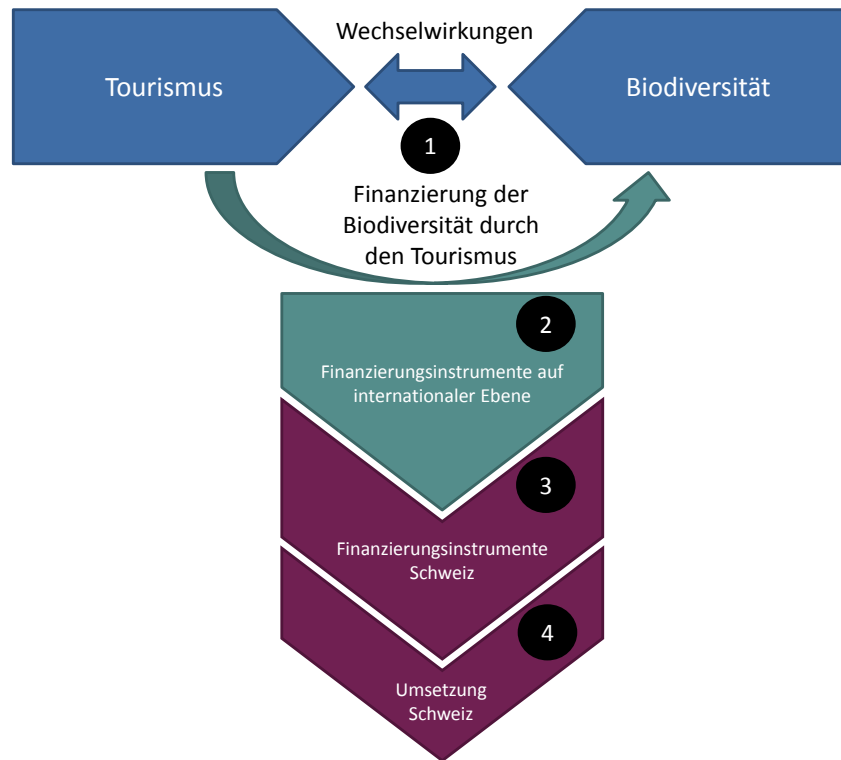 Wechselwirkungen
Tourismus
Biodiversität
1
Finanzierung der
Biodiversität durch
den Tourismus
2
Finanzierungsinstrumente auf
internationaler Ebene
3
Finanzierungsinstrumente
Schweiz
4
Umsetzung
Schweiz